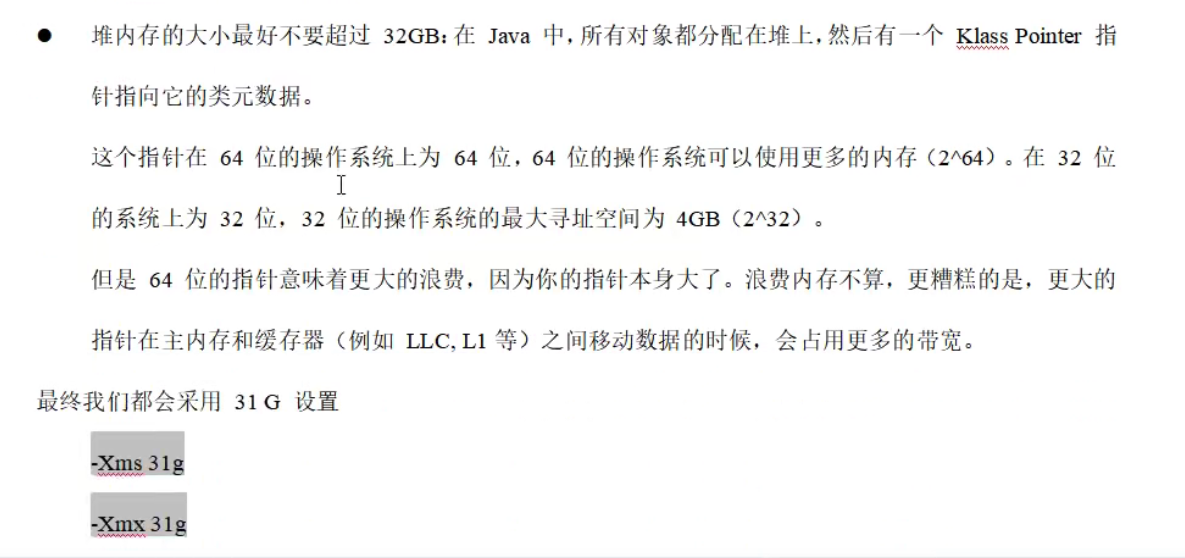 ● 堆内存的大小最好不要超过 32GB：在 Java 中，所有对象都分配在堆上，然后有一个 Klass Pointer 指
针指向它的类元数据。
这个指针在 64 位的操作系统上为 64 位，64 位的操作系统可以使用更多的内存（2^64）。在 32 位
的系统上为 32 位，32 位的操作系统的最大寻址空间为 4GB（2^32）。
但是 64 位的指针意味着更大的浪费，因为你的指针本身大了。浪费内存不算，更糟糕的是，更大的
指针在主内存和缓存器（例如 LLC, L1 等）之间移动数据的时候，会占用更多的带宽。
最终我们都会采用 31 G 设置
-Xms 31g
-Xmx 31g